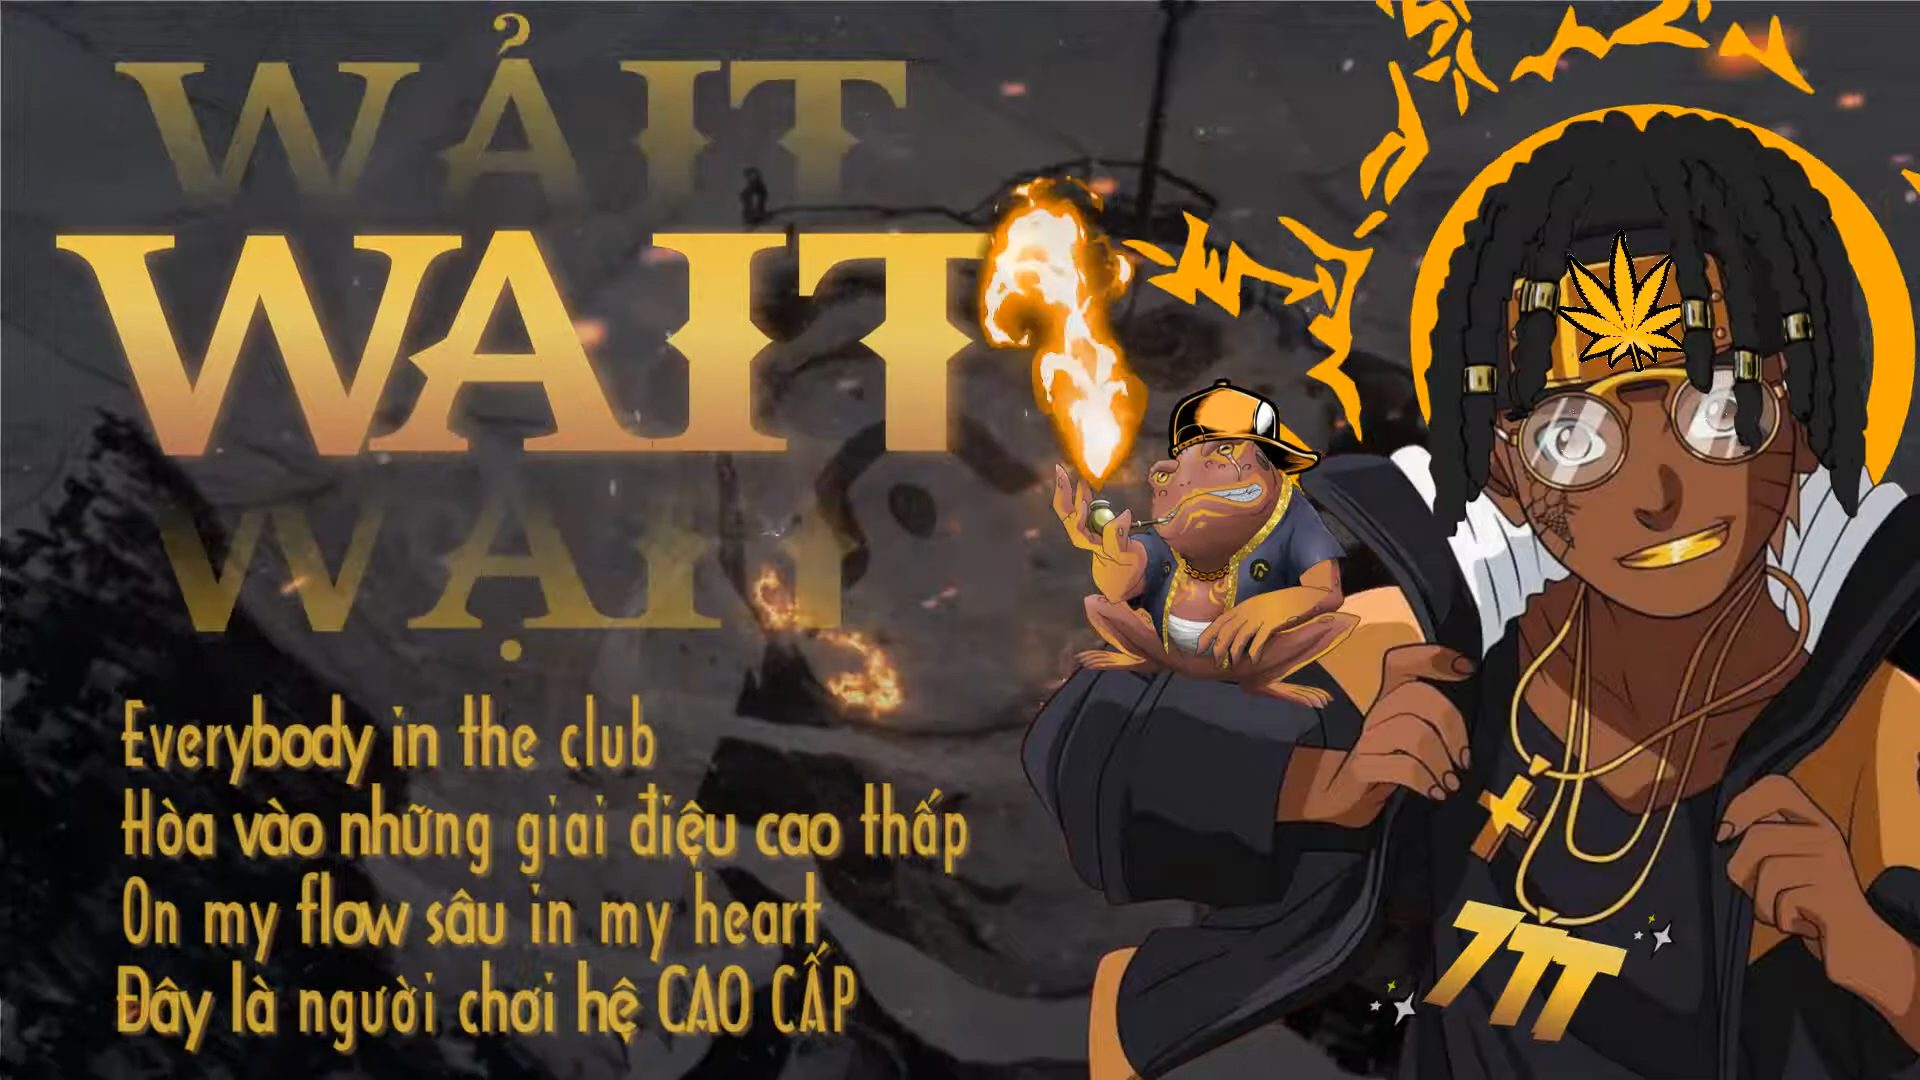 WẢIT
WAIT
WẠIT
Everybody in the club
Hòa vào những giai điệu cao thấp
On my flow sâu in my heart
Đây là người chơi hệ CAO CẤP
7TT